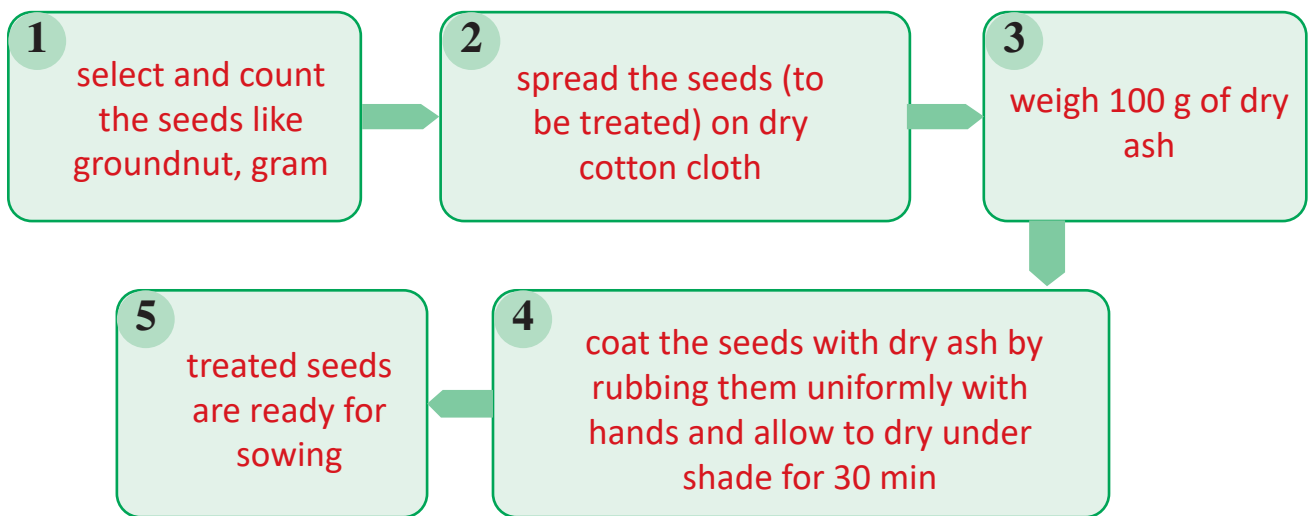 1
select and count
the seeds like
groundnut, gram
2
spread the seeds (to
be treated) on dry
cotton cloth
3
weigh 100 g of dry
ash
4
coat the seeds with dry ash by
rubbing them uniformly with
hands and allow to dry under
shade for 30 min
5
treated seeds
are ready for
sowing